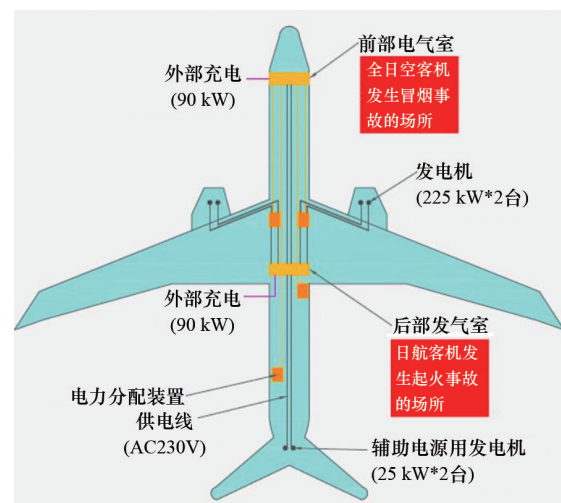 前部电气室
全日空客机
发生冒烟事
故的场所
外部充电
(90 kW)
发电机
(225 kW*2台)
外部充电
(90 kW)
后部发气室
日航客机发
生起火事故
的场所
电力分配装置
供电线
(AC230V)
辅助电源用发电机
(25 kW*2台)